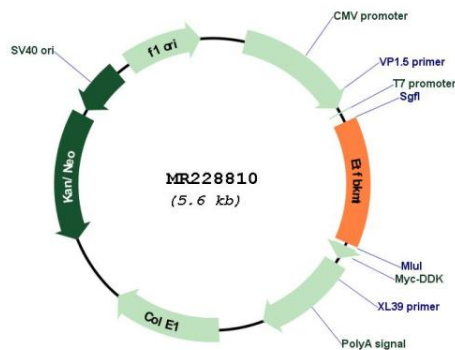 CMV promoter
VP1.5 primer
T7 promoter
SgfI
Etfbkmt
MluI
Myc-DDK
XL39 primer
PolyA signal
Col E1
Kan/Neo
SV40 ori
f1 ori
MR228810
(5.6 kb)